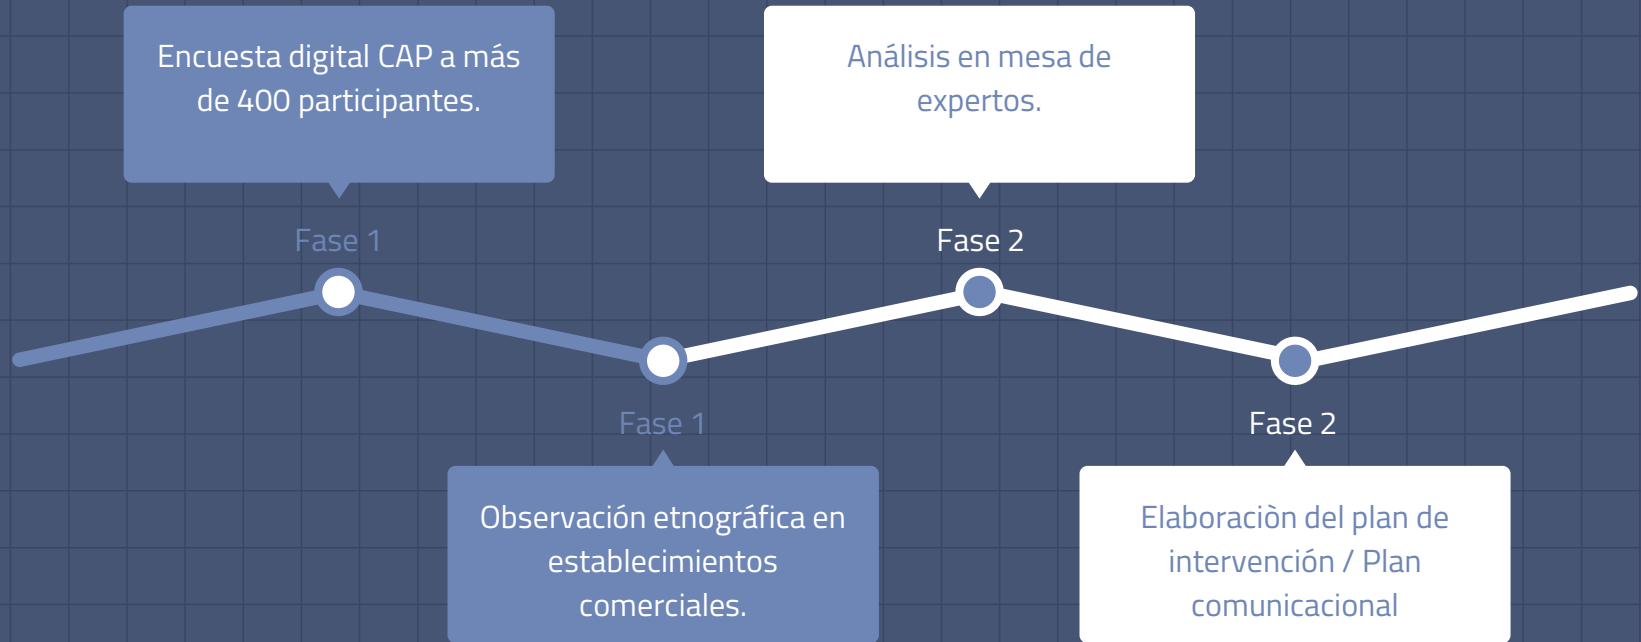 Encuesta digital CAP a más
de 400 participantes.
Fase 1
Fase 1
Observación etnográfica en
establecimientos
comerciales.
Análisis en mesa de
expertos.
Fase 2
Fase 2
Elaboraciòn del plan de
intervención / Plan
comunicacional